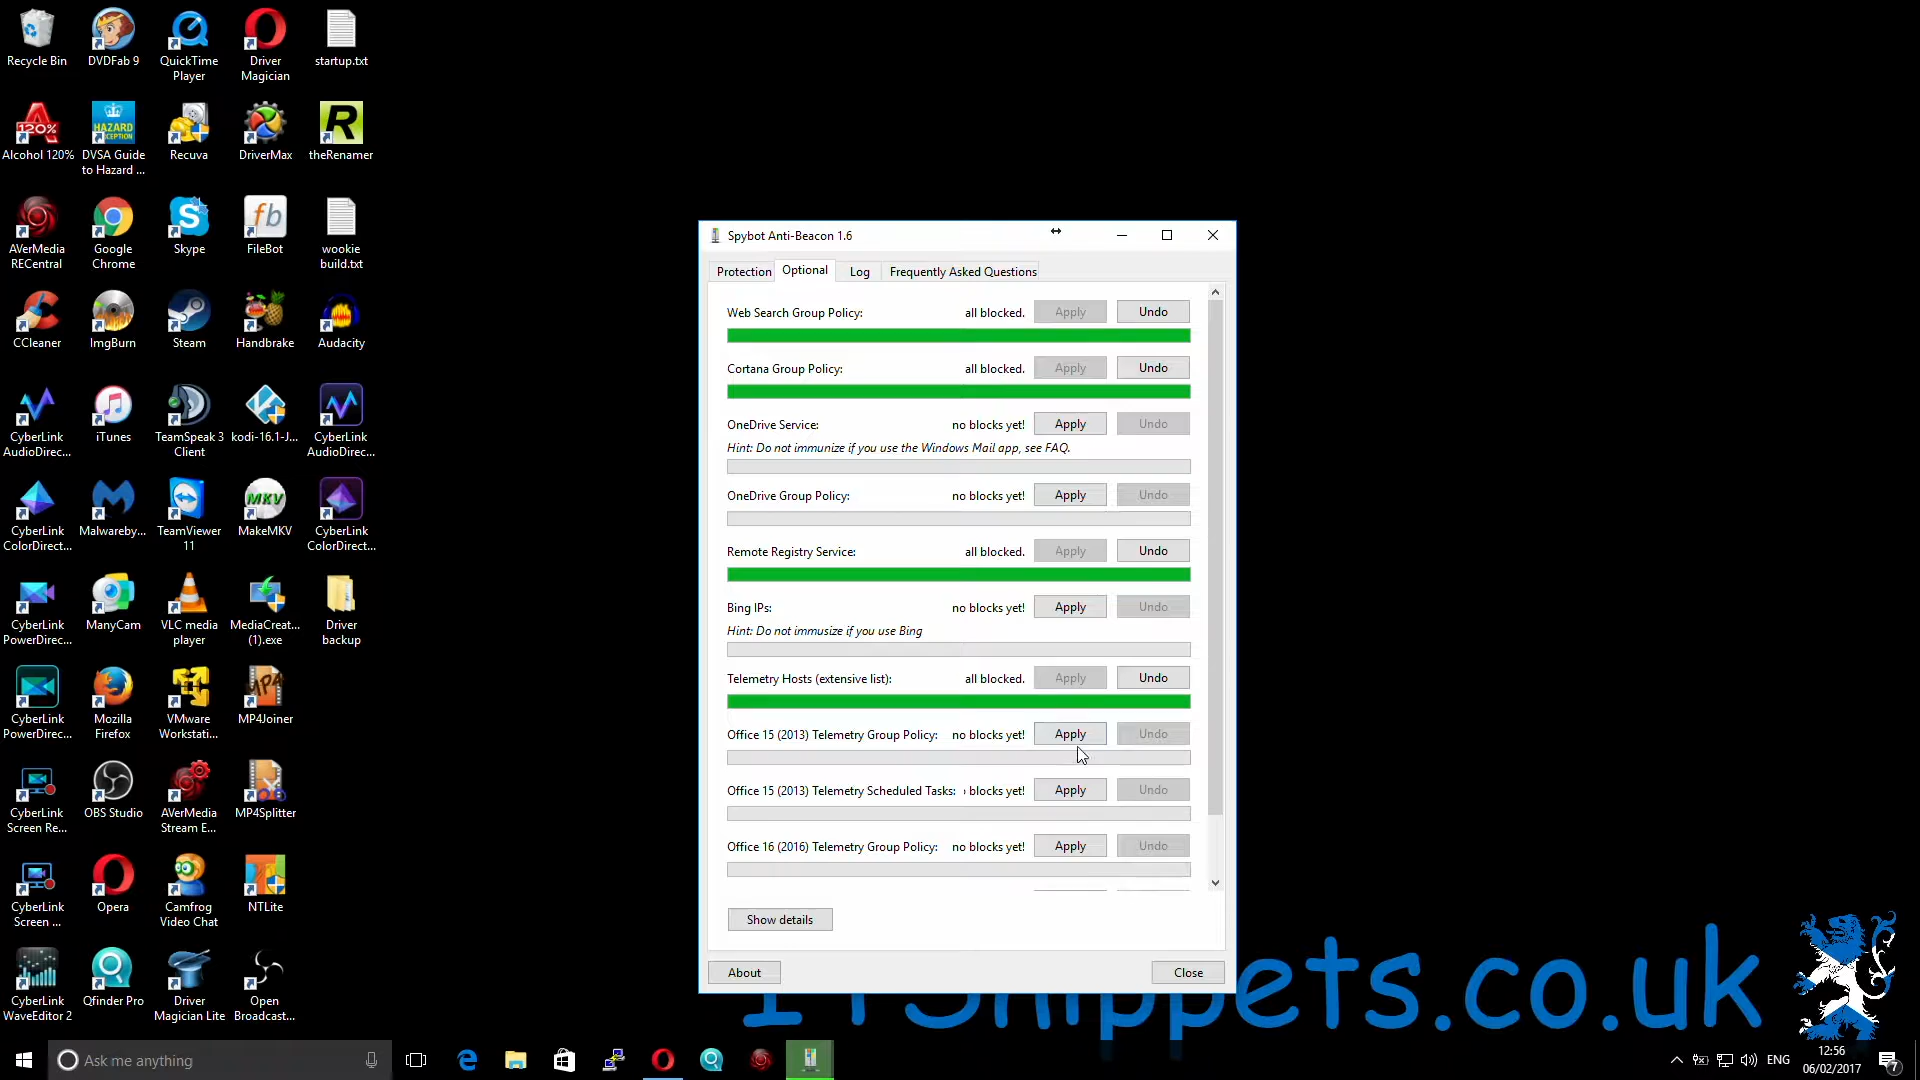 Recycle Bin
DVDFab 9
QuickTime
Player
Driver
Magician
startup.txt
120%
Alcohol 120%
HAZARD
DVSA Guide
to Hazard ...
Recuva
DriverMax
R
theRenamer
AVerMedia
RECentral
Google
Chrome
S
Skype
fb
FileBot
wookie
build.txt
CCleaner
ImgBurn
Steam
Handbrake
Audacity
CyberLink
AudioDirec...
iTunes
TeamSpeak 3
Client
kodi-16.1-J...
CyberLink
AudioDirec...
CyberLink
ColorDirect...
Malwareby...
TeamViewer
11
MKV
MakeMKV
CyberLink
ColorDirect...
CyberLink
PowerDirec...
ManyCam
VLC media
player
MediaCreat...
(1).exe
Driver
backup
CyberLink
PowerDirec...
Mozilla
Firefox
VMware
Workstati...
MP4
MP4Joiner
CyberLink
Screen Re...
OBS Studio
AVerMedia
Stream E...
MP4Splitter
CyberLink
Screen ...
Opera
Camfrog
Video Chat
NTLite
CyberLink
WaveEditor 2
Qfinder Pro
Driver
Magician Lite
Open
Broadcast...
Spybot Anti-Beacon 1.6
Protection Optional Log Frequently Asked Questions
Web Search Group Policy: all blocked. Apply Undo
Cortana Group Policy: all blocked. Apply Undo
OneDrive Service: no blocks yet! Apply Undo
Hint: Do not immunize if you use the Windows Mail app, see FAQ.
OneDrive Group Policy: no blocks yet! Apply Undo
Remote Registry Service: all blocked. Apply Undo
Bing IPs: no blocks yet! Apply Undo
Hint: Do not immusize if you use Bing
Telemetry Hosts (extensive list): all blocked. Apply Undo
Office 15 (2013) Telemetry Group Policy: no blocks yet! Apply Undo
Office 15 (2013) Telemetry Scheduled Tasks: blocks yet! Apply Undo
Office 16 (2016) Telemetry Group Policy: no blocks yet! Apply Undo
Show details
About Close
ITSnippets.co.uk
Ask me anything
ENG
12:56
06/02/2017
7